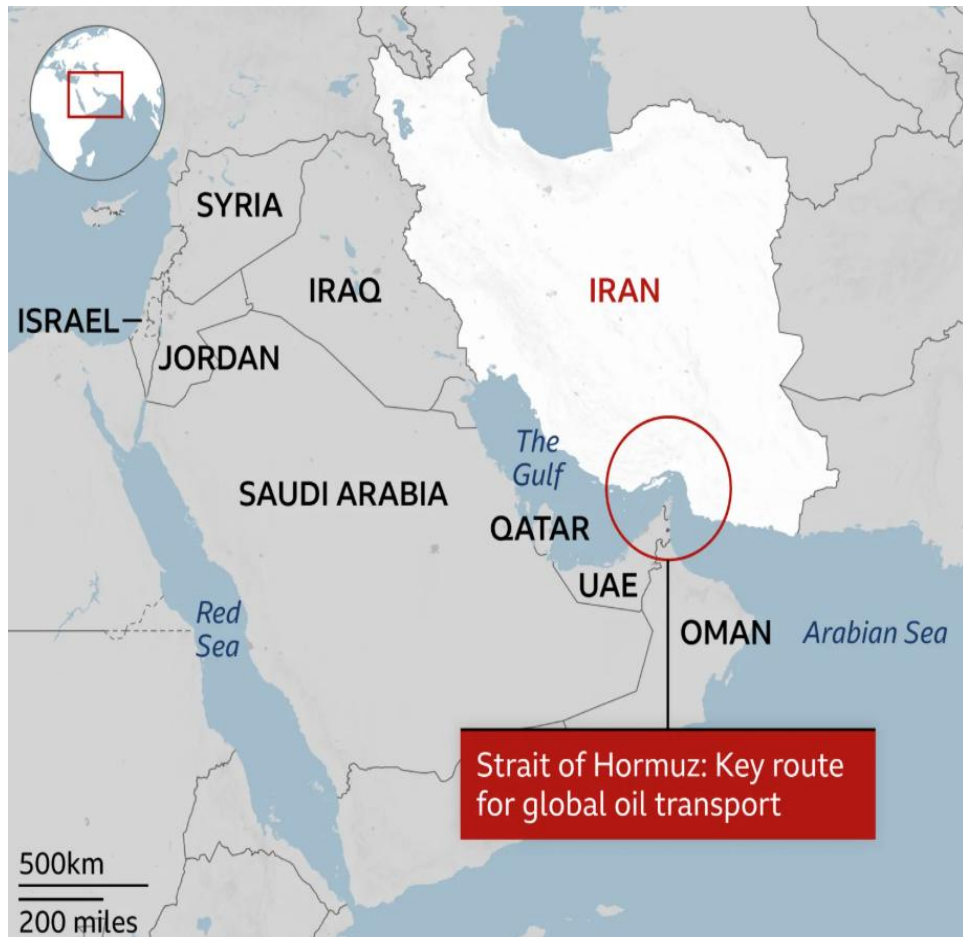 SYRIA
IRAQ
IRAN
ISRAEL
JORDAN
The
Gulf
SAUDI ARABIA
QATAR
UAE
Red
Sea
OMAN
Arabian Sea
Strait of Hormuz: Key route
for global oil transport
500km
200 miles